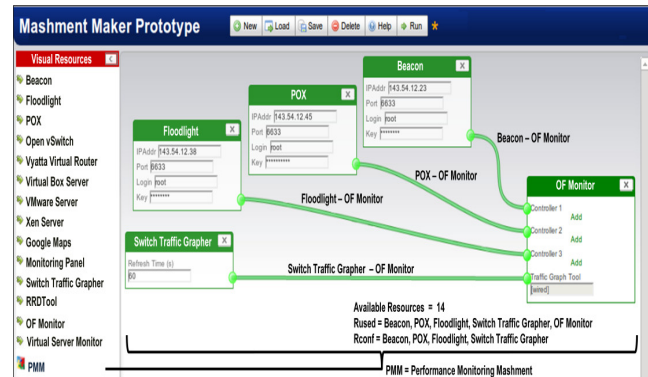 Mashment Maker Prototype
New Load Save Delete Help Run
Visual Resources
Beacon
Floodlight
POX
Open vSwitch
Vyatta Virtual Router
Virtual Box Server
VMware Server
Xen Server
Google Maps
Monitoring Panel
Switch Traffic Grapher
RRDTool
OF Monitor
Virtual Server Monitor
PMM
Beacon X
IPAddr 143.54.12.23
Port 6633
Login root
Key ********
POX X
IPAddr 143.54.12.45
Port 6633
Login root
Key **********
Floodlight X
IPAddr 143.54.12.38
Port 6633
Login root
Key ********
Switch Traffic Grapher X
Refresh Time (s)
60
Beacon – OF Monitor
POX – OF Monitor
Floodlight – OF Monitor
Switch Traffic Grapher – OF Monitor
OF Monitor X
Controller 1
Add
Controller 2
Add
Controller 3
Add
Traffic Graph Tool
[wired]
Available Resources = 14
Rused = Beacon, POX, Floodlight, Switch Traffic Grapher, OF Monitor
Rconf = Beacon, POX, Floodlight, Switch Traffic Grapher
PMM = Performance Monitoring Mashment